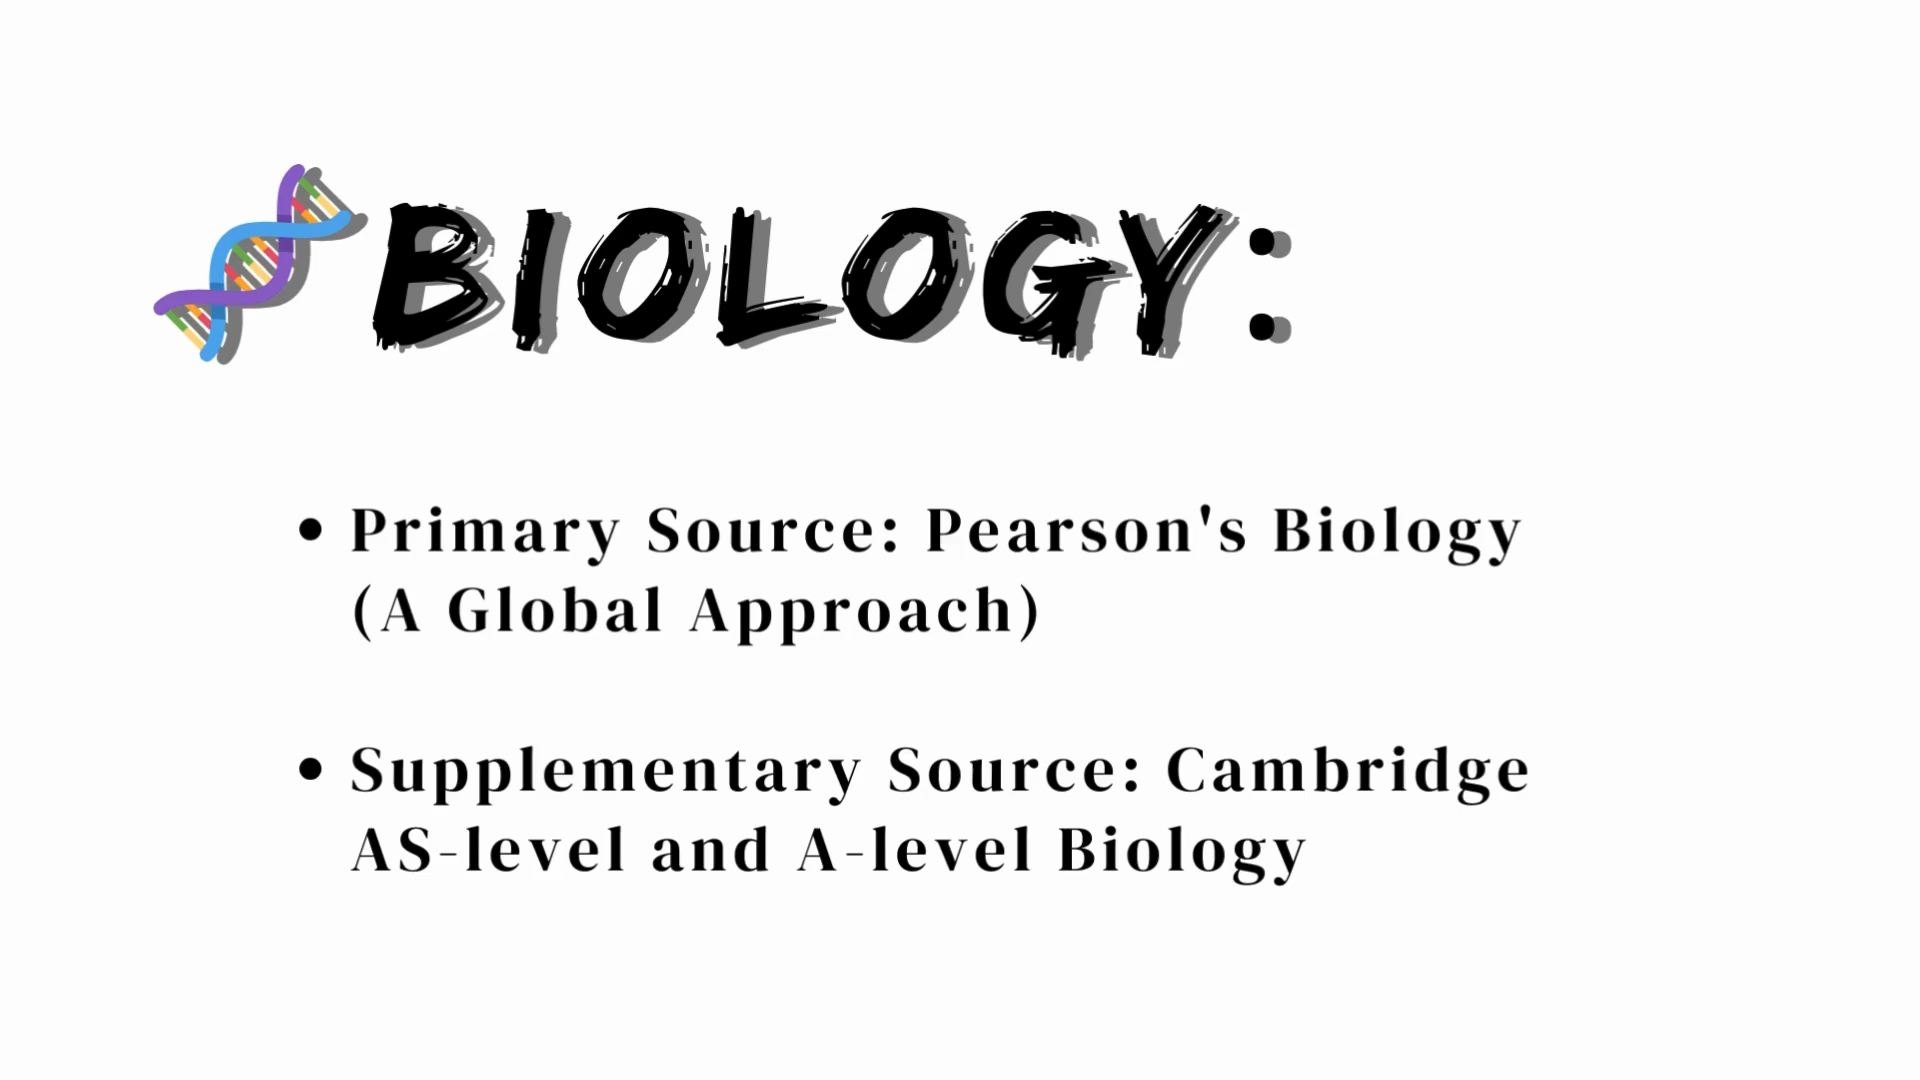 🧬BIOLOGY:
• Primary Source: Pearson's Biology
(A Global Approach)
• Supplementary Source: Cambridge
AS-level and A-level Biology